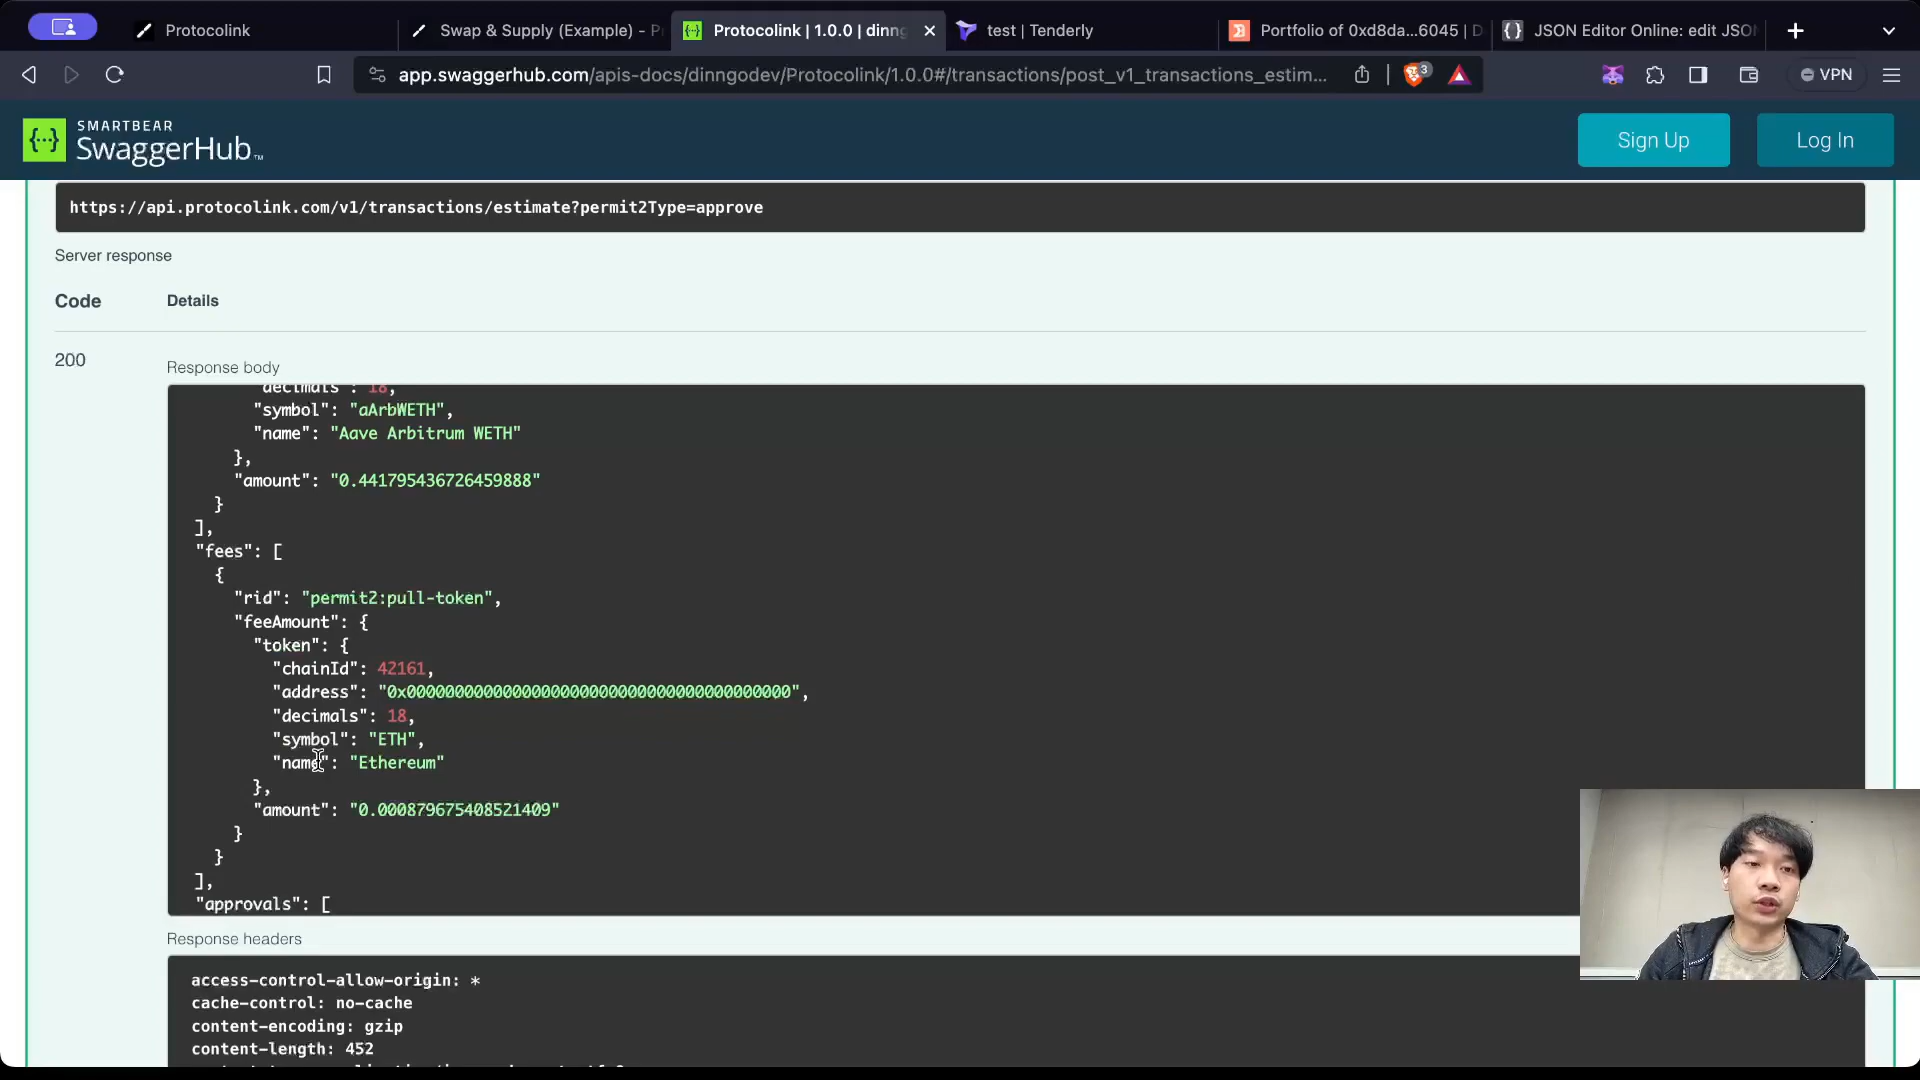 Protocolink
Swap & Supply (Example) - P
Protocolink | 1.0.0 | dinng
test | Tenderly
Portfolio of 0xd8da...6045 | D
JSON Editor Online: edit JSO
app.swaggerhub.com/apis-docs/dinngodev/Protocolink/1.0.0#/transactions/post_v1_transactions_estim...
3
VPN
SMARTBEAR
SwaggerHub™
Sign Up
Log In
https://api.protocolink.com/v1/transactions/estimate?permit2Type=approve
Server response
Code
Details
200
Response body
"decimals": 18,
"symbol": "aArbWETH",
"name": "Aave Arbitrum WETH"
},
"amount": "0.441795436726459888"
}
],
"fees": [
{
"rid": "permit2:pull-token",
"feeAmount": {
"token": {
"chainId": 42161,
"address": "0x0000000000000000000000000000000000000000",
"decimals": 18,
"symbol": "ETH",
"name": "Ethereum"
},
"amount": "0.000879675408521409"
}
}
],
"approvals": [
Response headers
access-control-allow-origin: *
cache-control: no-cache
content-encoding: gzip
content-length: 452